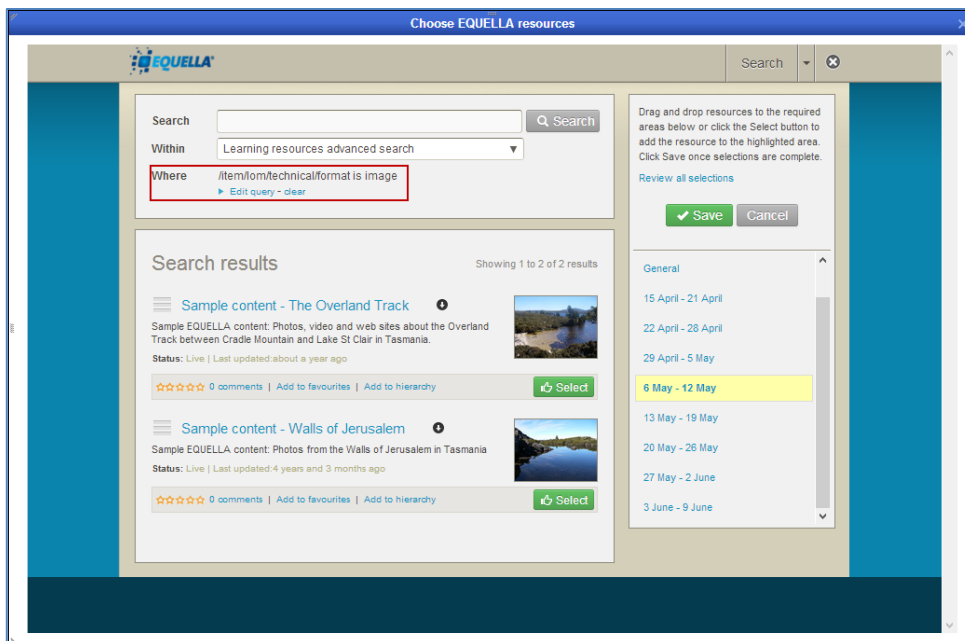 Choose EQUELLA resources
EQUELLA
Search
Search
Search
Within
Learning resources advanced search
Where
/item/lom/technical/format is image
Edit query - clear
Search results
Showing 1 to 2 of 2 results
Sample content - The Overland Track
Sample EQUELLA content: Photos, video and web sites about the Overland
Track between Cradle Mountain and Lake St Clair in Tasmania.
Status: Live | Last updated:about a year ago
0 comments | Add to favourites | Add to hierarchy
Select
Sample content - Walls of Jerusalem
Sample EQUELLA content: Photos from the Walls of Jerusalem in Tasmania
Status: Live | Last updated:4 years and 3 months ago
0 comments | Add to favourites | Add to hierarchy
Select
Drag and drop resources to the required
areas below or click the Select button to
add the resource to the highlighted area.
Click Save once selections are complete.
Review all selections
Save
Cancel
General
15 April - 21 April
22 April - 28 April
29 April - 5 May
6 May - 12 May
13 May - 19 May
20 May - 26 May
27 May - 2 June
3 June - 9 June